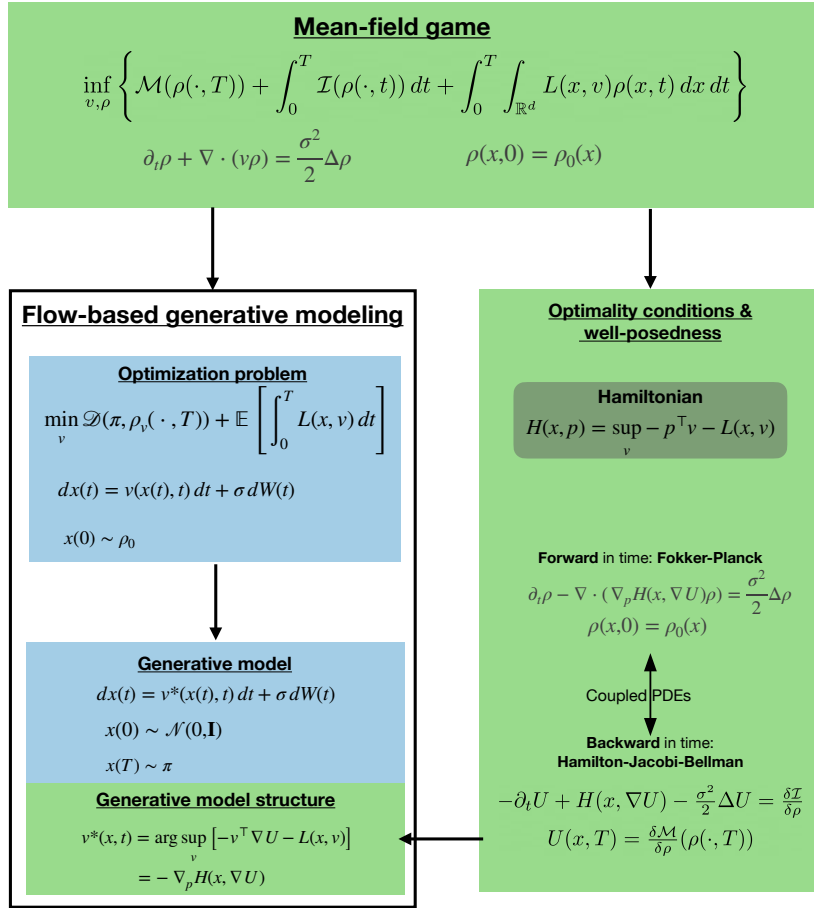 Mean-field game
inf_{v,ρ} { ℳ(ρ(·, T)) + ∫_0^T ℐ(ρ(·, t)) dt + ∫_0^T ∫_{ℝ^d} L(x, v)ρ(x, t) dx dt }
∂_tρ + ∇ · (vρ) = σ²/2 Δρ    ρ(x,0) = ρ_0(x)
Flow-based generative modeling
Optimization problem
min_v 𝒟(π, ρ_v( · , T)) + 𝔼 [ ∫_0^T L(x, v) dt ]
dx(t) = v(x(t), t) dt + σ dW(t)
x(0) ∼ ρ_0
Generative model
dx(t) = v*(x(t), t) dt + σ dW(t)
x(0) ∼ 𝒩(0,𝐈)
x(T) ∼ π
Generative model structure
v*(x, t) = arg sup_v [−v^⊤ ∇U − L(x, v)]
= − ∇_pH(x, ∇U)
Optimality conditions &
well-posedness
Hamiltonian
H(x, p) = sup_v − p^⊤v − L(x, v)
Forward in time: Fokker-Planck
∂_tρ − ∇ · (∇_pH(x, ∇U)ρ) = σ²/2 Δρ
ρ(x,0) = ρ_0(x)
Coupled PDEs
Backward in time:
Hamilton-Jacobi-Bellman
−∂_tU + H(x, ∇U) − σ²/2 ΔU = δℐ/δρ
U(x, T) = δℳ/δρ (ρ(·, T))